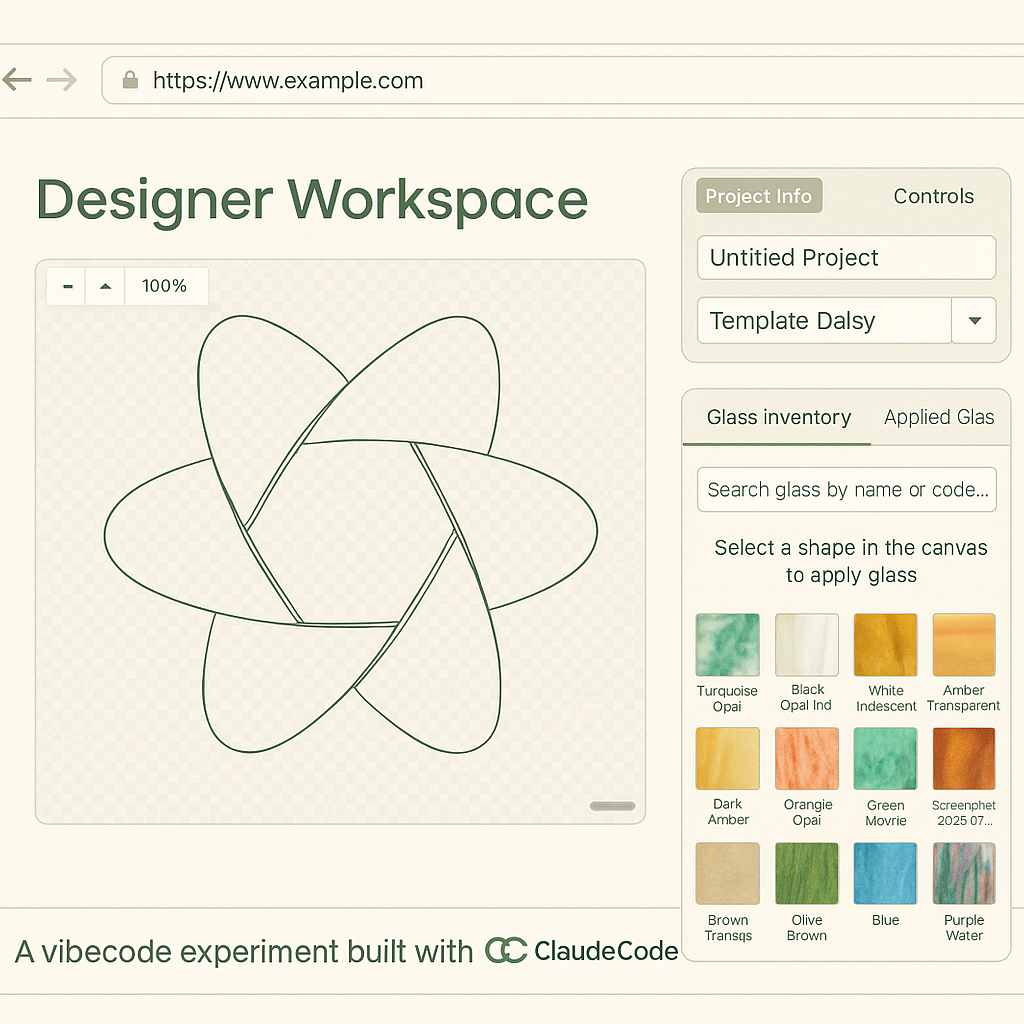 https://www.example.com
Designer Workspace
- 100%
Project Info Controls
Untitied Project
Template Dalsy
Glass inventory Applied Glas
Search glass by name or code...
Select a shape in the canvas
to apply glass
Turquoise
Opai
Black
Opal Ind
White
Indescent
Amber
Transparent
Dark
Amber
Orangie
Opai
Green
Movrie
Screenphet
2025 07...
Brown
Transqs
Olive
Brown
Blue
Purple
Water
A vibecode experiment built with CC ClaudeCode